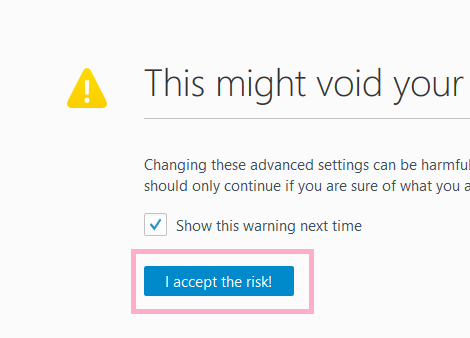 This might void your
Changing these advanced settings can be harmful
should only continue if you are sure of what you a
Show this warning next time
I accept the risk!